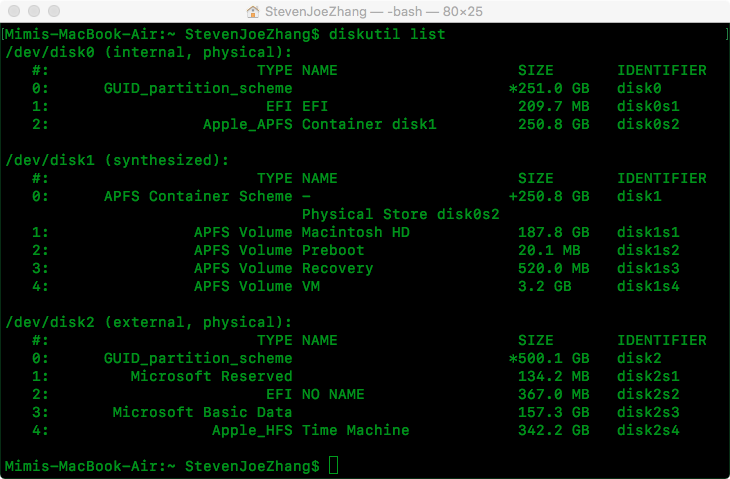 StevenJoeZhang — -bash — 80×25
[Mimis-MacBook-Air:~ StevenJoeZhang$ diskutil list ]
/dev/disk0 (internal, physical):
   #:                       TYPE NAME                    SIZE       IDENTIFIER
   0:      GUID_partition_scheme                        *251.0 GB   disk0
   1:                        EFI EFI                     209.7 MB   disk0s1
   2:                 Apple_APFS Container disk1         250.8 GB   disk0s2
/dev/disk1 (synthesized):
   #:                       TYPE NAME                    SIZE       IDENTIFIER
   0:      APFS Container Scheme -                      +250.8 GB   disk1
                                 Physical Store disk0s2
   1:                APFS Volume Macintosh HD            187.8 GB   disk1s1
   2:                APFS Volume Preboot                 20.1 MB    disk1s2
   3:                APFS Volume Recovery                520.0 MB   disk1s3
   4:                APFS Volume VM                      3.2 GB     disk1s4
/dev/disk2 (external, physical):
   #:                       TYPE NAME                    SIZE       IDENTIFIER
   0:      GUID_partition_scheme                        *500.1 GB   disk2
   1:         Microsoft Reserved                         134.2 MB   disk2s1
   2:                        EFI NO NAME                 367.0 MB   disk2s2
   3:       Microsoft Basic Data                         157.3 GB   disk2s3
   4:                  Apple_HFS Time Machine            342.2 GB   disk2s4
Mimis-MacBook-Air:~ StevenJoeZhang$